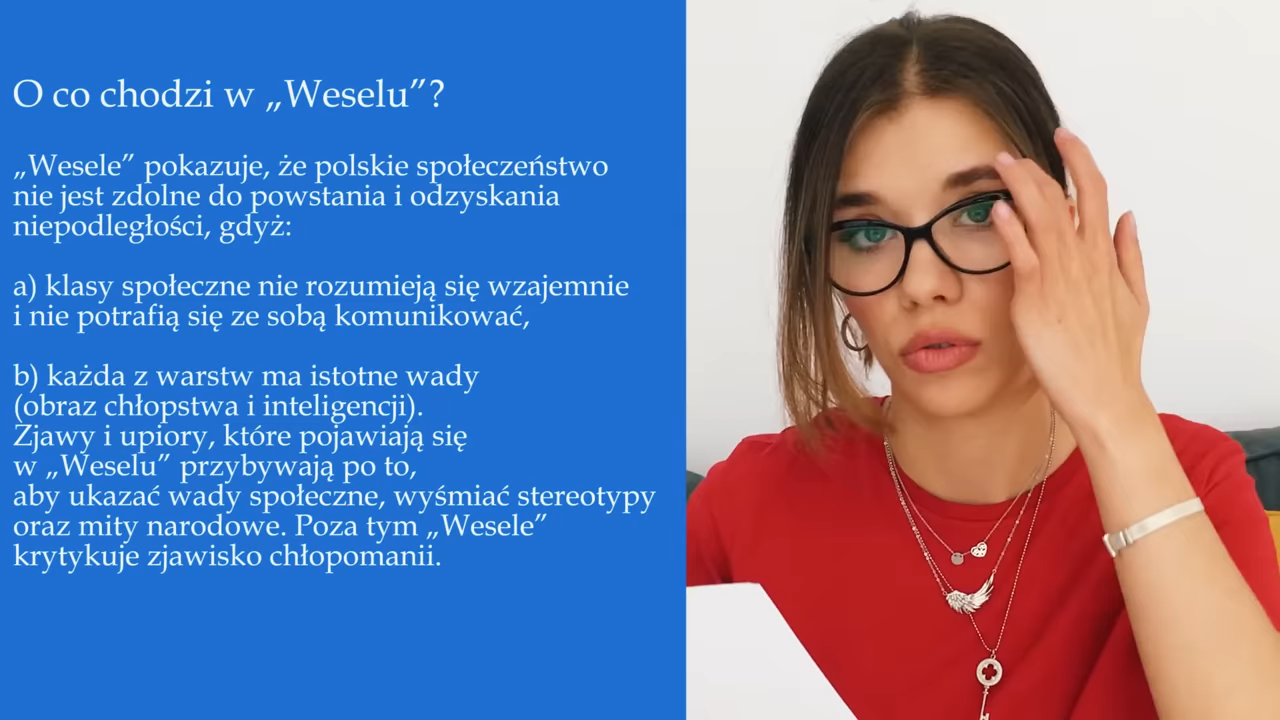 O co chodzi w „Weselu”?
„Wesele” pokazuje, że polskie społeczeństwo
nie jest zdolne do powstania i odzyskania
niepodległości, gdyż:
a) klasy społeczne nie rozumieją się wzajemnie
i nie potrafią się ze sobą komunikować,
b) każda z warstw ma istotne wady
(obraz chłopstwa i inteligencji).
Zjawy i upiory, które pojawiają się
w „Weselu” przybywają po to,
aby ukazać wady społeczne, wyśmiać stereotypy
oraz mity narodowe. Poza tym „Wesele”
krytykuje zjawisko chłopomanii.